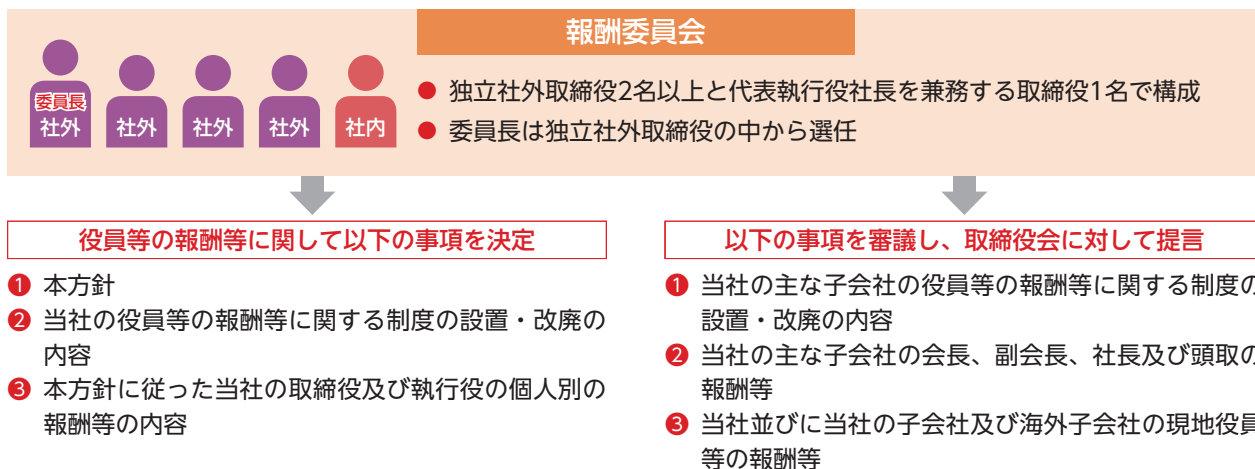 報酬委員会
委員長
社外 社外 社外 社外 社内
● 独立社外取締役2名以上と代表執行役社長を兼務する取締役1名で構成
● 委員長は独立社外取締役の中から選任
役員等の報酬等に関して以下の事項を決定
❶ 本方針
❷ 当社の役員等の報酬等に関する制度の設置・改廃の
内容
❸ 本方針に従った当社の取締役及び執行役の個人別の
報酬等の内容
以下の事項を審議し、取締役会に対して提言
❶ 当社の主な子会社の役員等の報酬等に関する制度の
設置・改廃の内容
❷ 当社の主な子会社の会長、副会長、社長及び頭取の
報酬等
❸ 当社並びに当社の子会社及び海外子会社の現地役員
等の報酬等